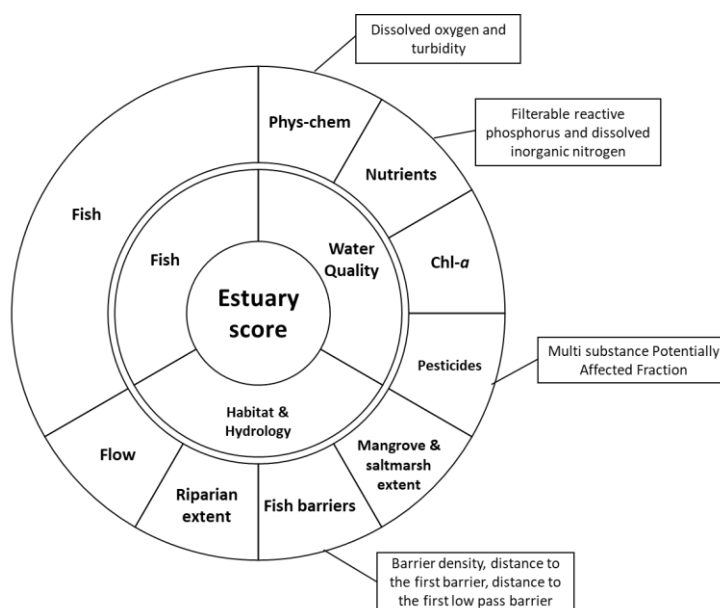 Dissolved oxygen and
turbidity
Phys-chem
Filterable reactive
phosphorus and dissolved
inorganic nitrogen
Nutrients
Fish
Fish
Water
Quality
Chl-a
Estuary
score
Pesticides
Multi substance Potentially
Affected Fraction
Habitat &
Hydrology
Mangrove &
saltmarsh
extent
Flow
Riparian
extent
Fish barriers
Barrier density, distance to
the first barrier, distance to
the first low pass barrier